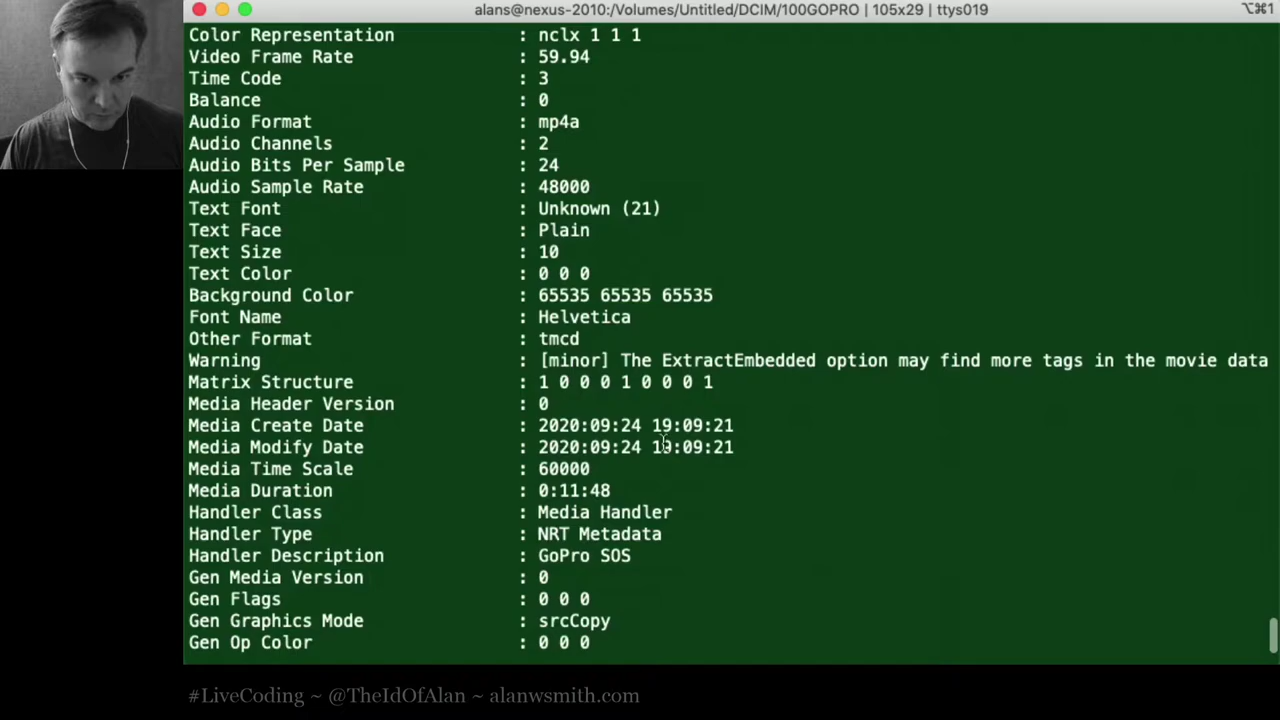 alans@nexus-2010:/Volumes/Untitled/DCIM/100GOPRO | 105x29 | ttys019 ⌥⌘1
Color Representation : nclx 1 1 1
Video Frame Rate : 59.94
Time Code : 3
Balance : 0
Audio Format : mp4a
Audio Channels : 2
Audio Bits Per Sample : 24
Audio Sample Rate : 48000
Text Font : Unknown (21)
Text Face : Plain
Text Size : 10
Text Color : 0 0 0
Background Color : 65535 65535 65535
Font Name : Helvetica
Other Format : tmcd
Warning : [minor] The ExtractEmbedded option may find more tags in the movie data
Matrix Structure : 1 0 0 0 1 0 0 0 1
Media Header Version : 0
Media Create Date : 2020:09:24 19:09:21
Media Modify Date : 2020:09:24 19:09:21
Media Time Scale : 60000
Media Duration : 0:11:48
Handler Class : Media Handler
Handler Type : NRT Metadata
Handler Description : GoPro SOS
Gen Media Version : 0
Gen Flags : 0 0 0
Gen Graphics Mode : srcCopy
Gen Op Color : 0 0 0
#LiveCoding ~ @TheIdOfAlan ~ alanwsmith.com